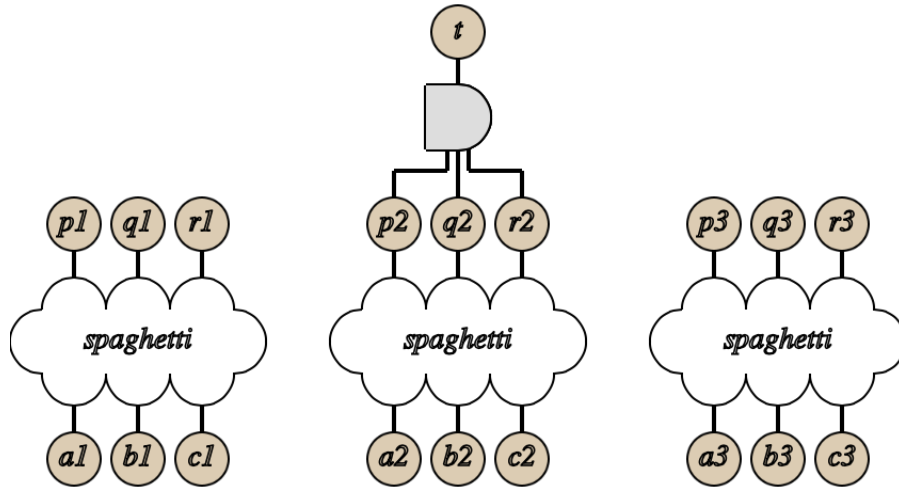 t
p1 q1 r1 p2 q2 r2 p3 q3 r3
spaghetti spaghetti spaghetti
a1 b1 c1 a2 b2 c2 a3 b3 c3